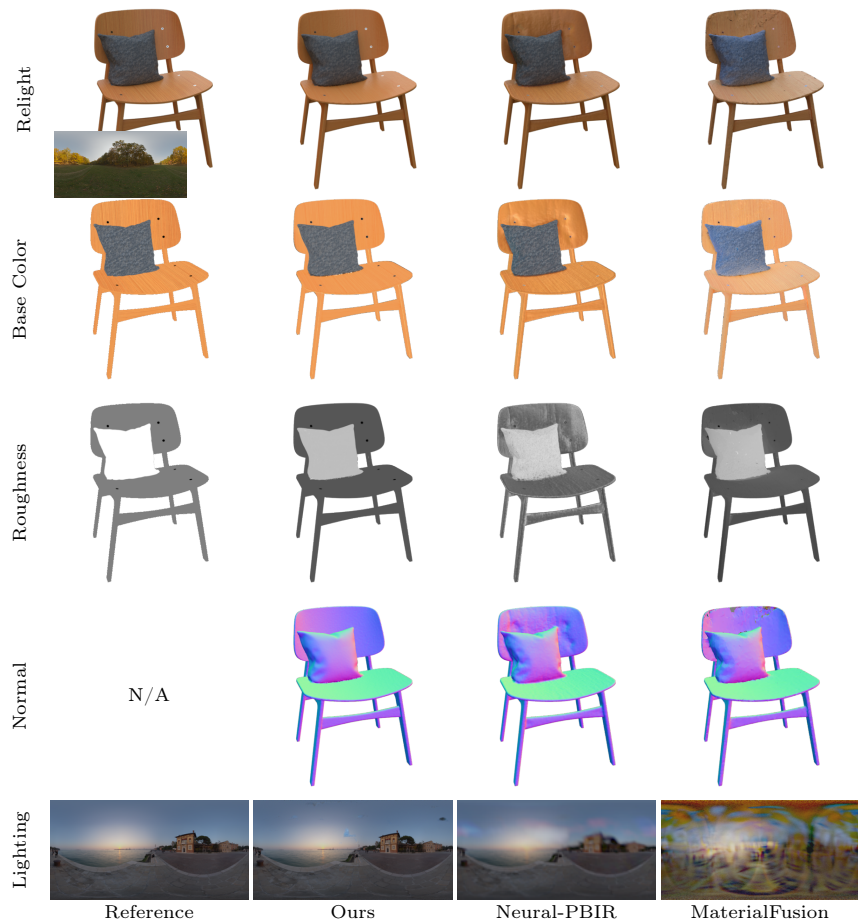 Relight
Base Color
Roughness
Normal
N/A
Lighting
Reference
Ours
Neural-PBIR
MaterialFusion